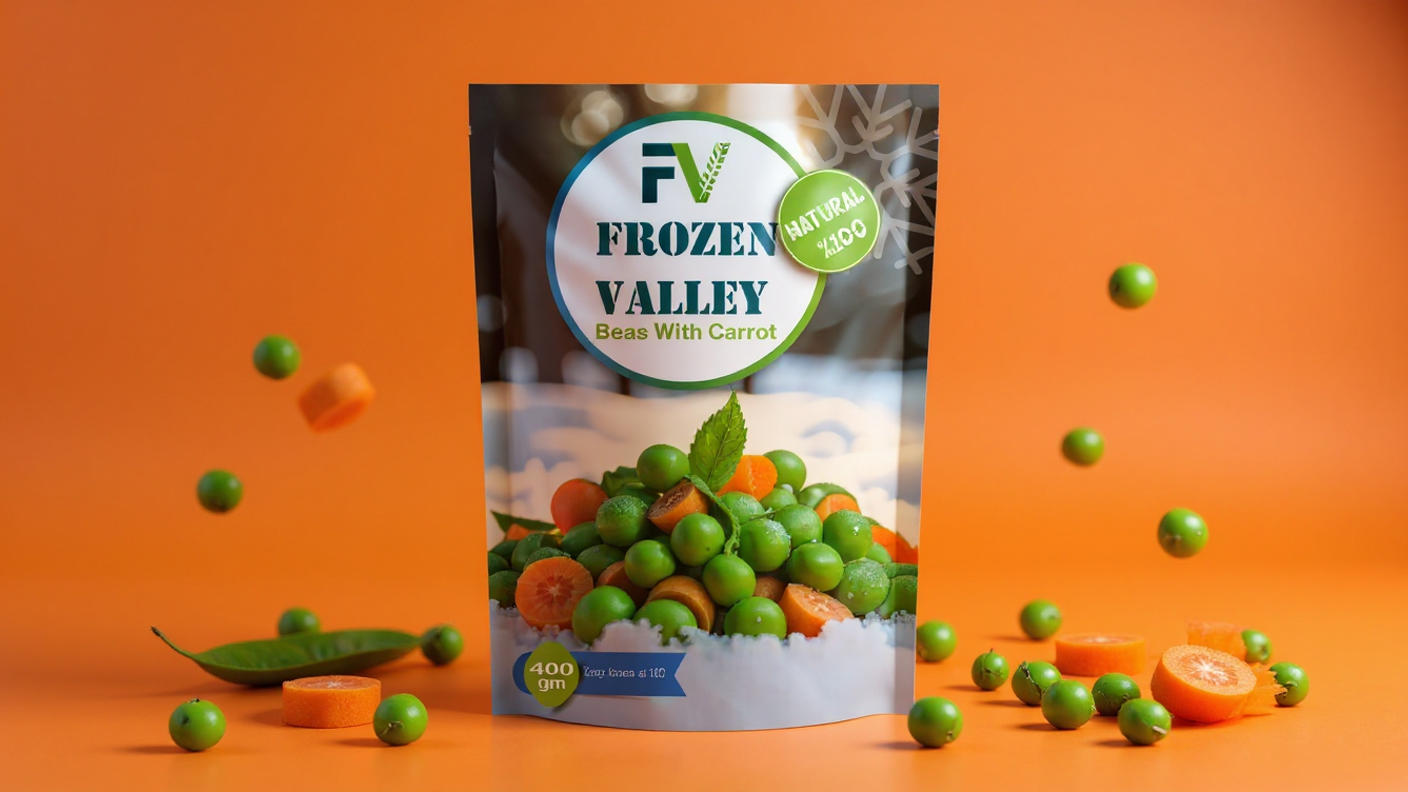 FV
FROZEN
VALLEY
Beas With Carrot
NATURAL
%100
400
gm